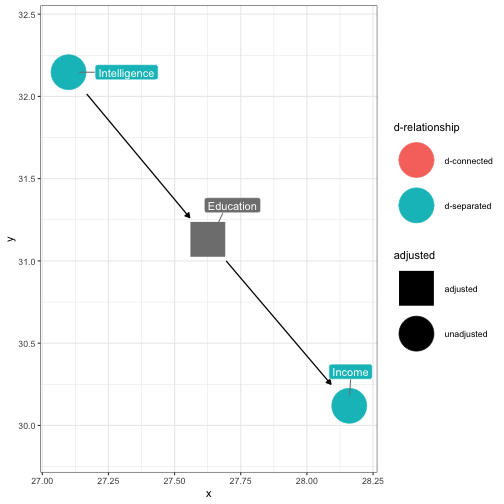 32.5
32.0
31.5
31.0
30.5
30.0
y
27.00
27.25
27.50
27.75
28.00
28.25
x
Intelligence
Education
Income
d-relationship
d-connected
d-separated
adjusted
adjusted
unadjusted